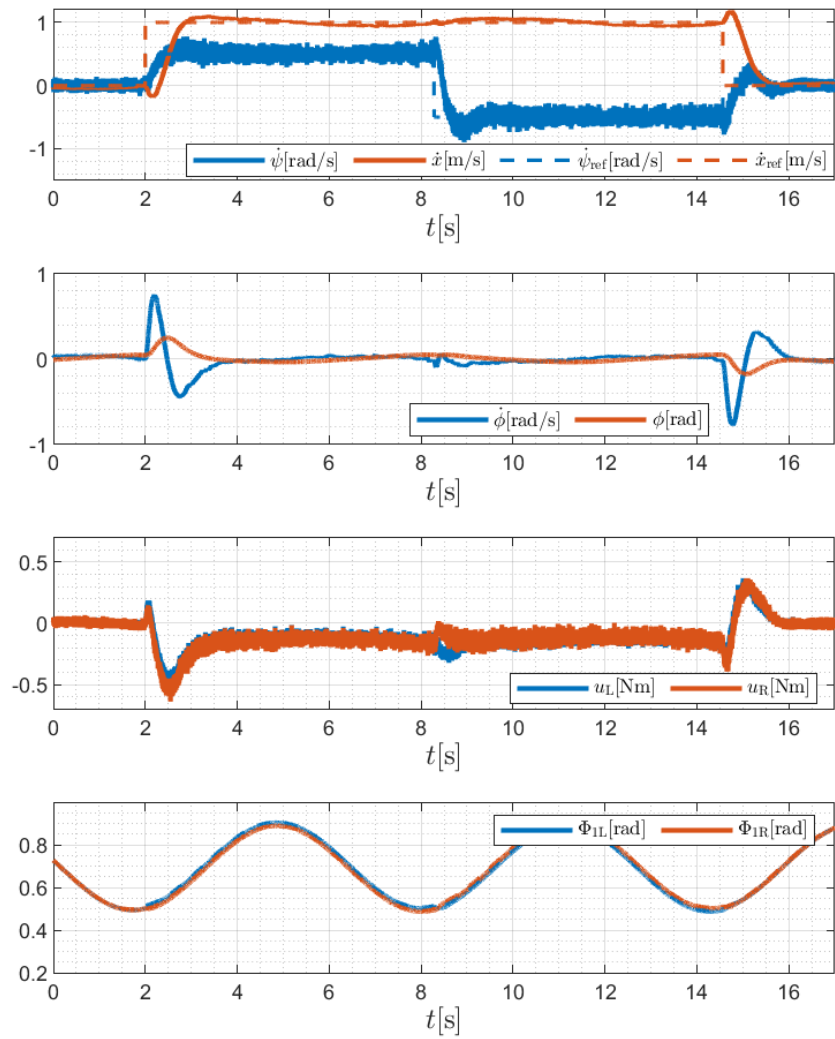 1
0
-1
ψ̇[rad/s] ẋ[m/s] ψ̇ref[rad/s] ẋref[m/s]
0 2 4 6 8 10 12 14 16
t[s]
1
0
-1
ϕ̇[rad/s] ϕ[rad]
0 2 4 6 8 10 12 14 16
t[s]
0.5
0
-0.5
uL[Nm] uR[Nm]
0 2 4 6 8 10 12 14 16
t[s]
0.8
0.6
0.4
0.2
Φ1L[rad] Φ1R[rad]
0 2 4 6 8 10 12 14 16
t[s]